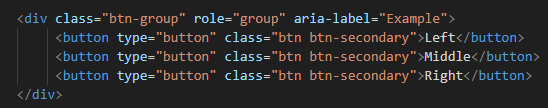 <div class="btn-group" role="group" aria-label="Example">
<button type="button" class="btn btn-secondary">Left</button>
<button type="button" class="btn btn-secondary">Middle</button>
<button type="button" class="btn btn-secondary">Right</button>
</div>